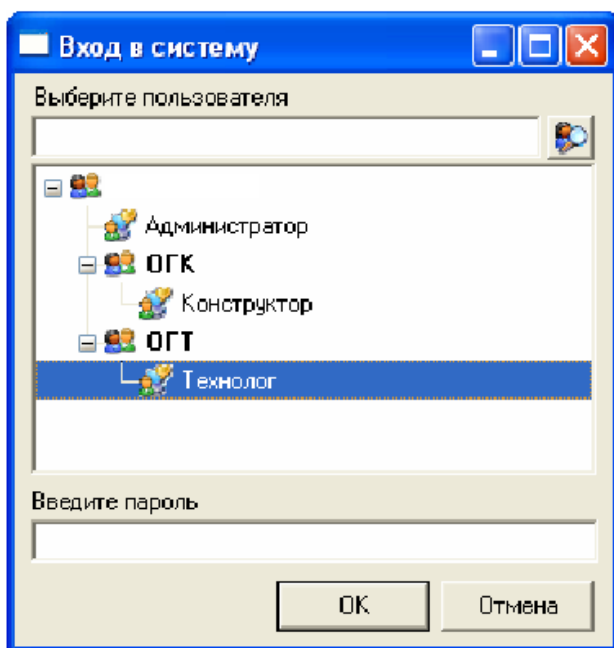 Вход в систему
Выберите пользователя
Администратор
ОГК
Конструктор
ОГТ
Технолог
Введите пароль
OK
Отмена